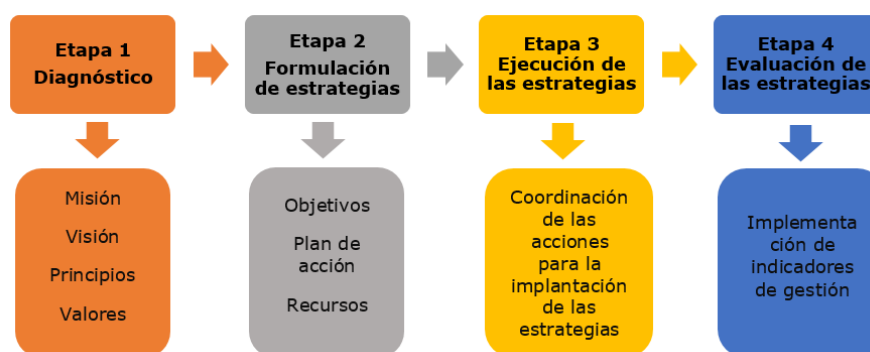 Etapa 1
Diagnóstico
Etapa 2
Formulación
de estrategias
Etapa 3
Ejecución de
las estrategias
Etapa 4
Evaluación de
las estrategias
Misión
Visión
Principios
Valores
Objetivos
Plan de
acción
Recursos
Coordinación
de las
acciones
para la
implantación
de las
estrategias
Implementa
ción de
indicadores
de gestión